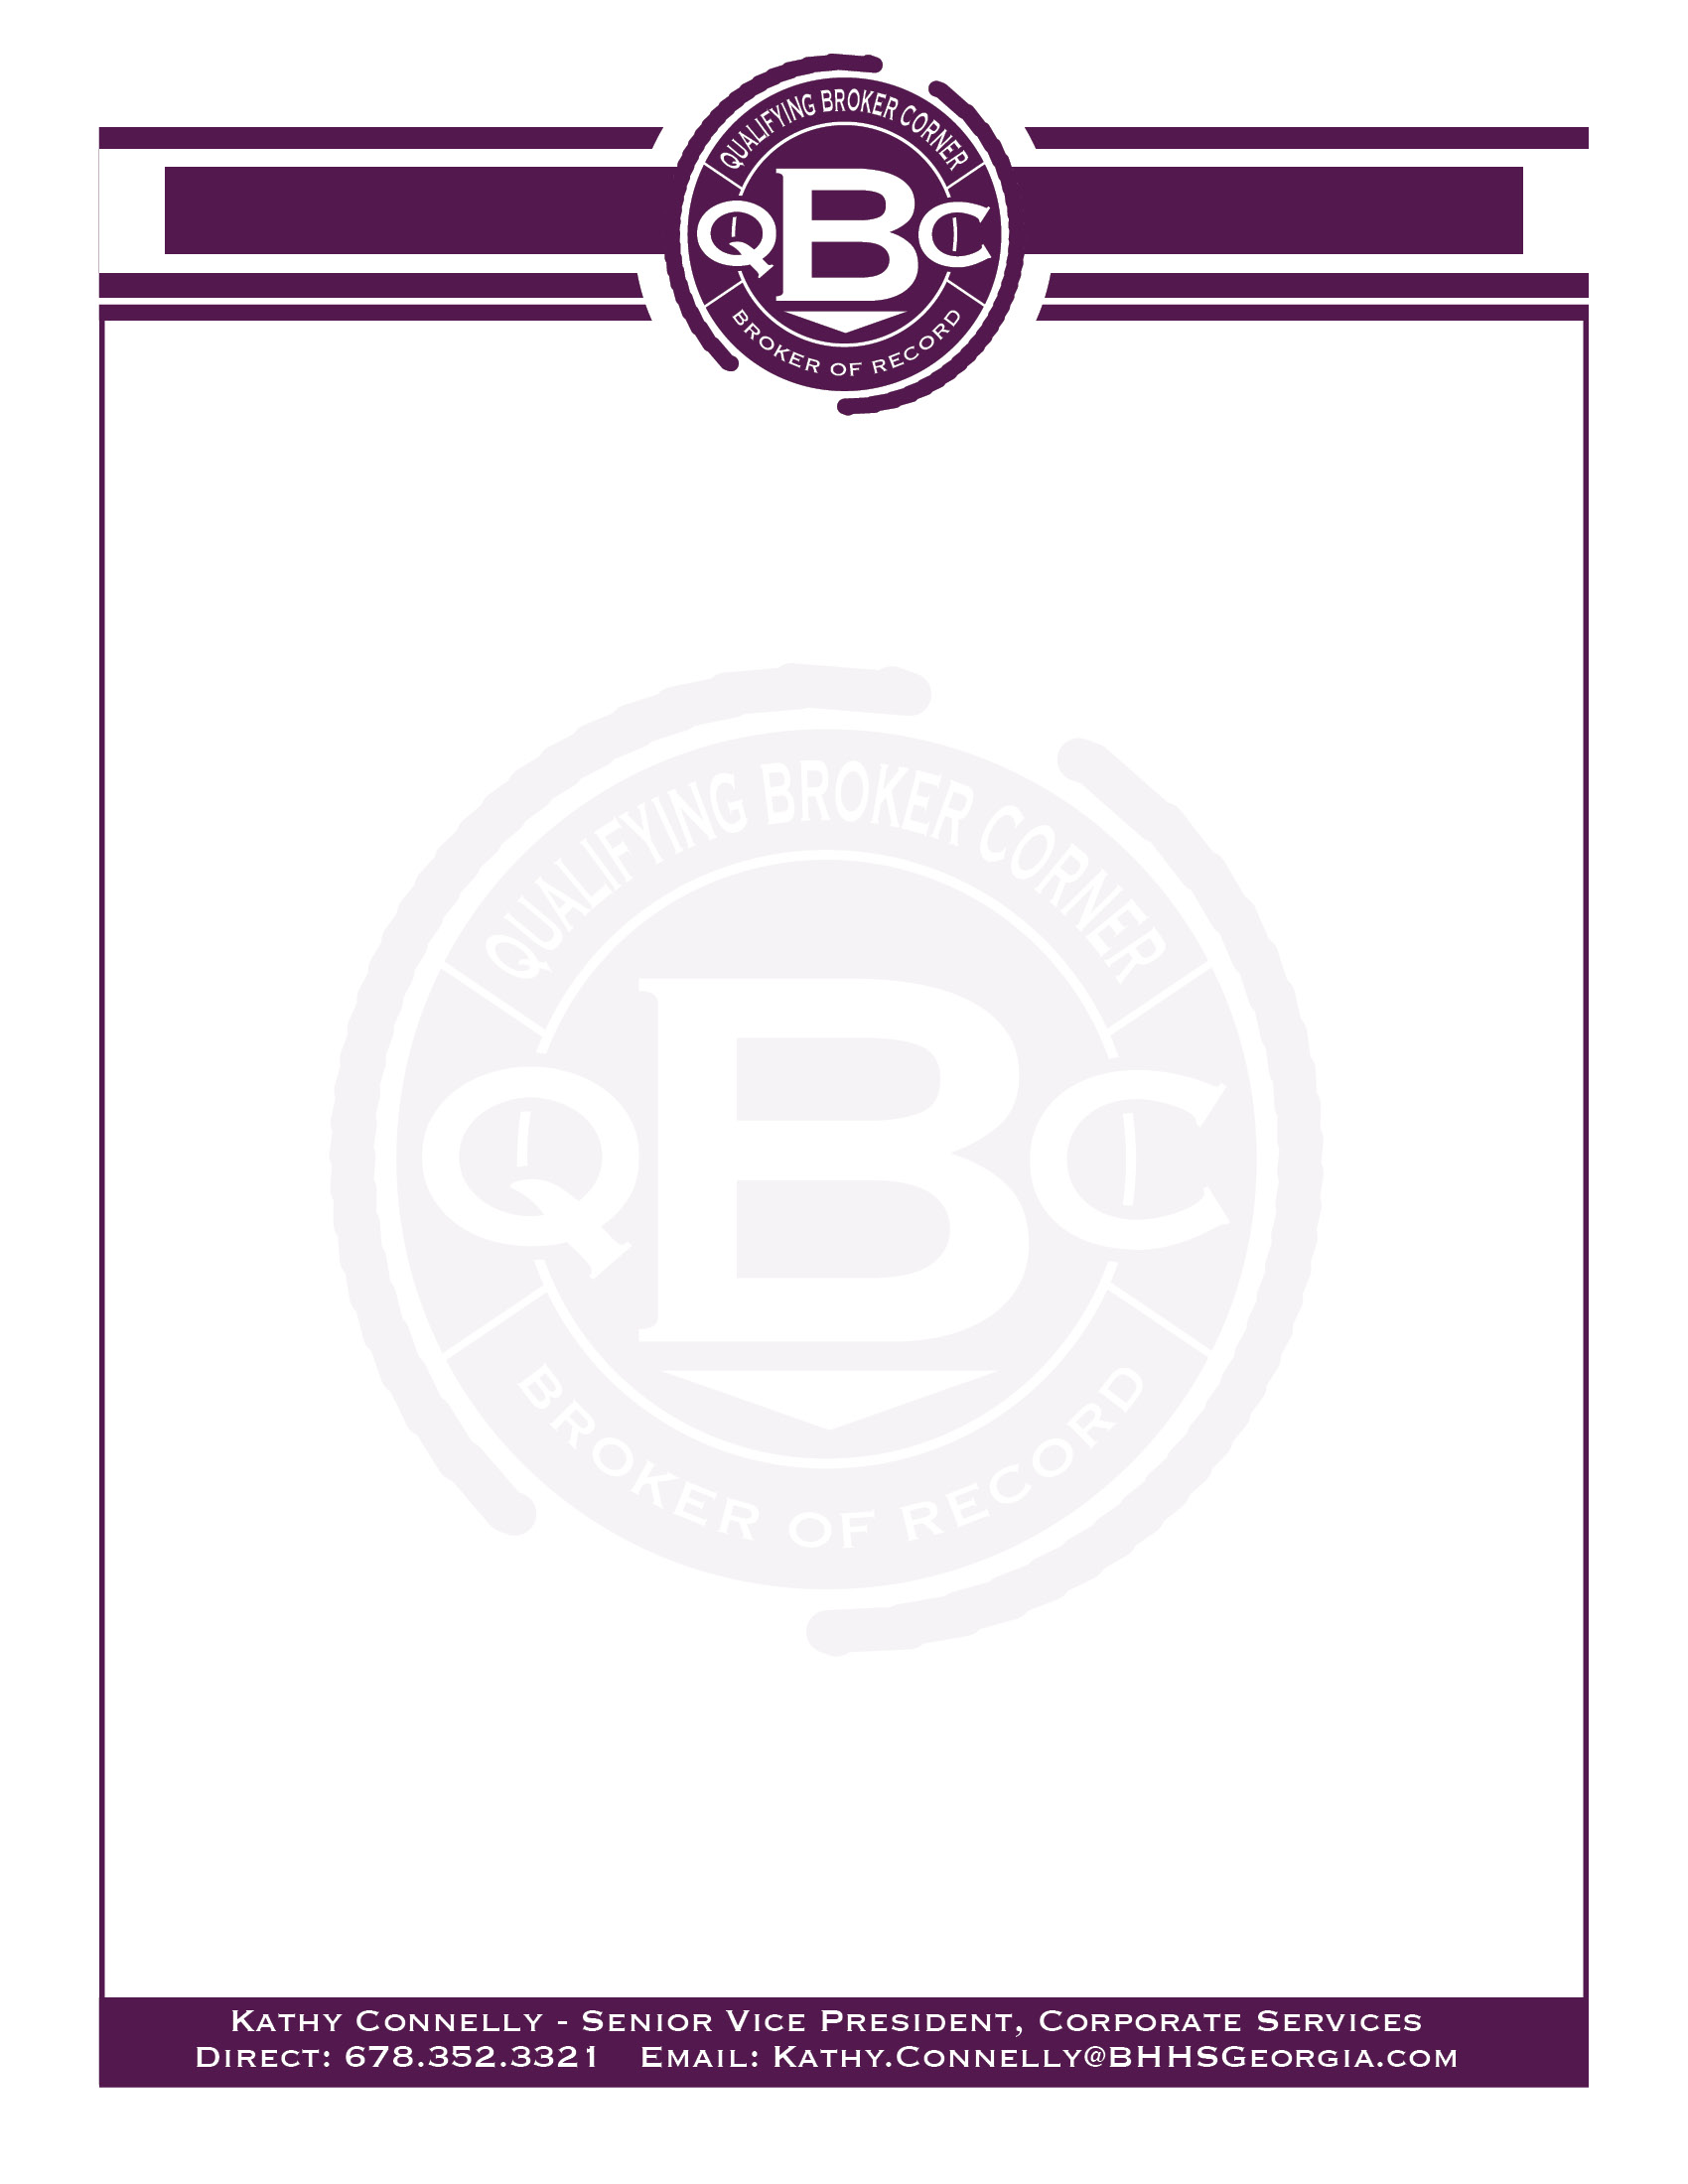 QUALIFYING BROKER CORNER
QBC
BROKER OF RECORD
QUALIFYING BROKER CORNER
QBC
BROKER OF RECORD
Kathy Connelly - Senior Vice President, Corporate Services
Direct: 678.352.3321 Email: Kathy.Connelly@BHHSGeorgia.com